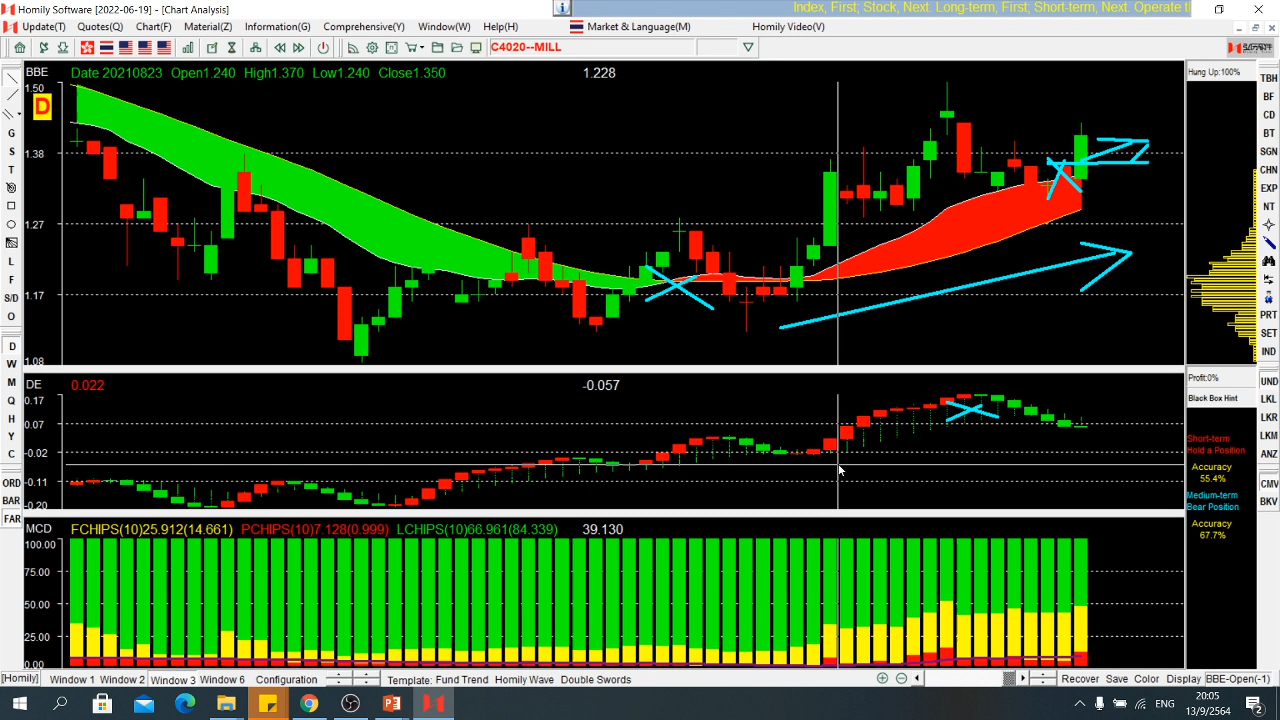 Homily Software [2022-06-19] - [Chart Analysis]
Index, First; Stock, Next. Long-term, First; Short-term, Next. Operate t
Update(T) Quotes(Q) Chart(F) Material(Z) Information(G) Comprehensive(Y) Window(W) Help(H) Market & Language(M) Homily Video(V)
C4020--MILL
BBE Date 20210823 Open1.240 High1.370 Low1.240 Close1.350 1.228
Hung Up:100%
D
1.50
1.38
1.27
1.17
1.08
DE 0.022 -0.057
0.17
0.07
-0.02
-0.11
-0.20
MCD FCHIPS(10)25.912(14.661) PCHIPS(10)7.128(0.999) LCHIPS(10)66.961(84.339) 39.130
100.00
75.00
50.00
25.00
0.00
G
S
T
L
F
S/D
O
D
W
M
Q
H
Y
C
ORD
BAR
FAR
Profit:0%
Black Box Hint
Short-term
Hold a Position
Accuracy
55.4%
Medium-term
Bear Position
Accuracy
67.7%
TBH
BF
CD
BT
SGN
CHN
EXP
NT
PRT
SET
IND
UND
LKL
LKR
LKM
ANZ
CMV
BKV
[Homily] Window 1 Window 2 Window 3 Window 6 Configuration Template: Fund Trend Homily Wave Double Swords Recover Save Color Display BBE-Open(-1)
ENG
20:05
13/9/2564
2